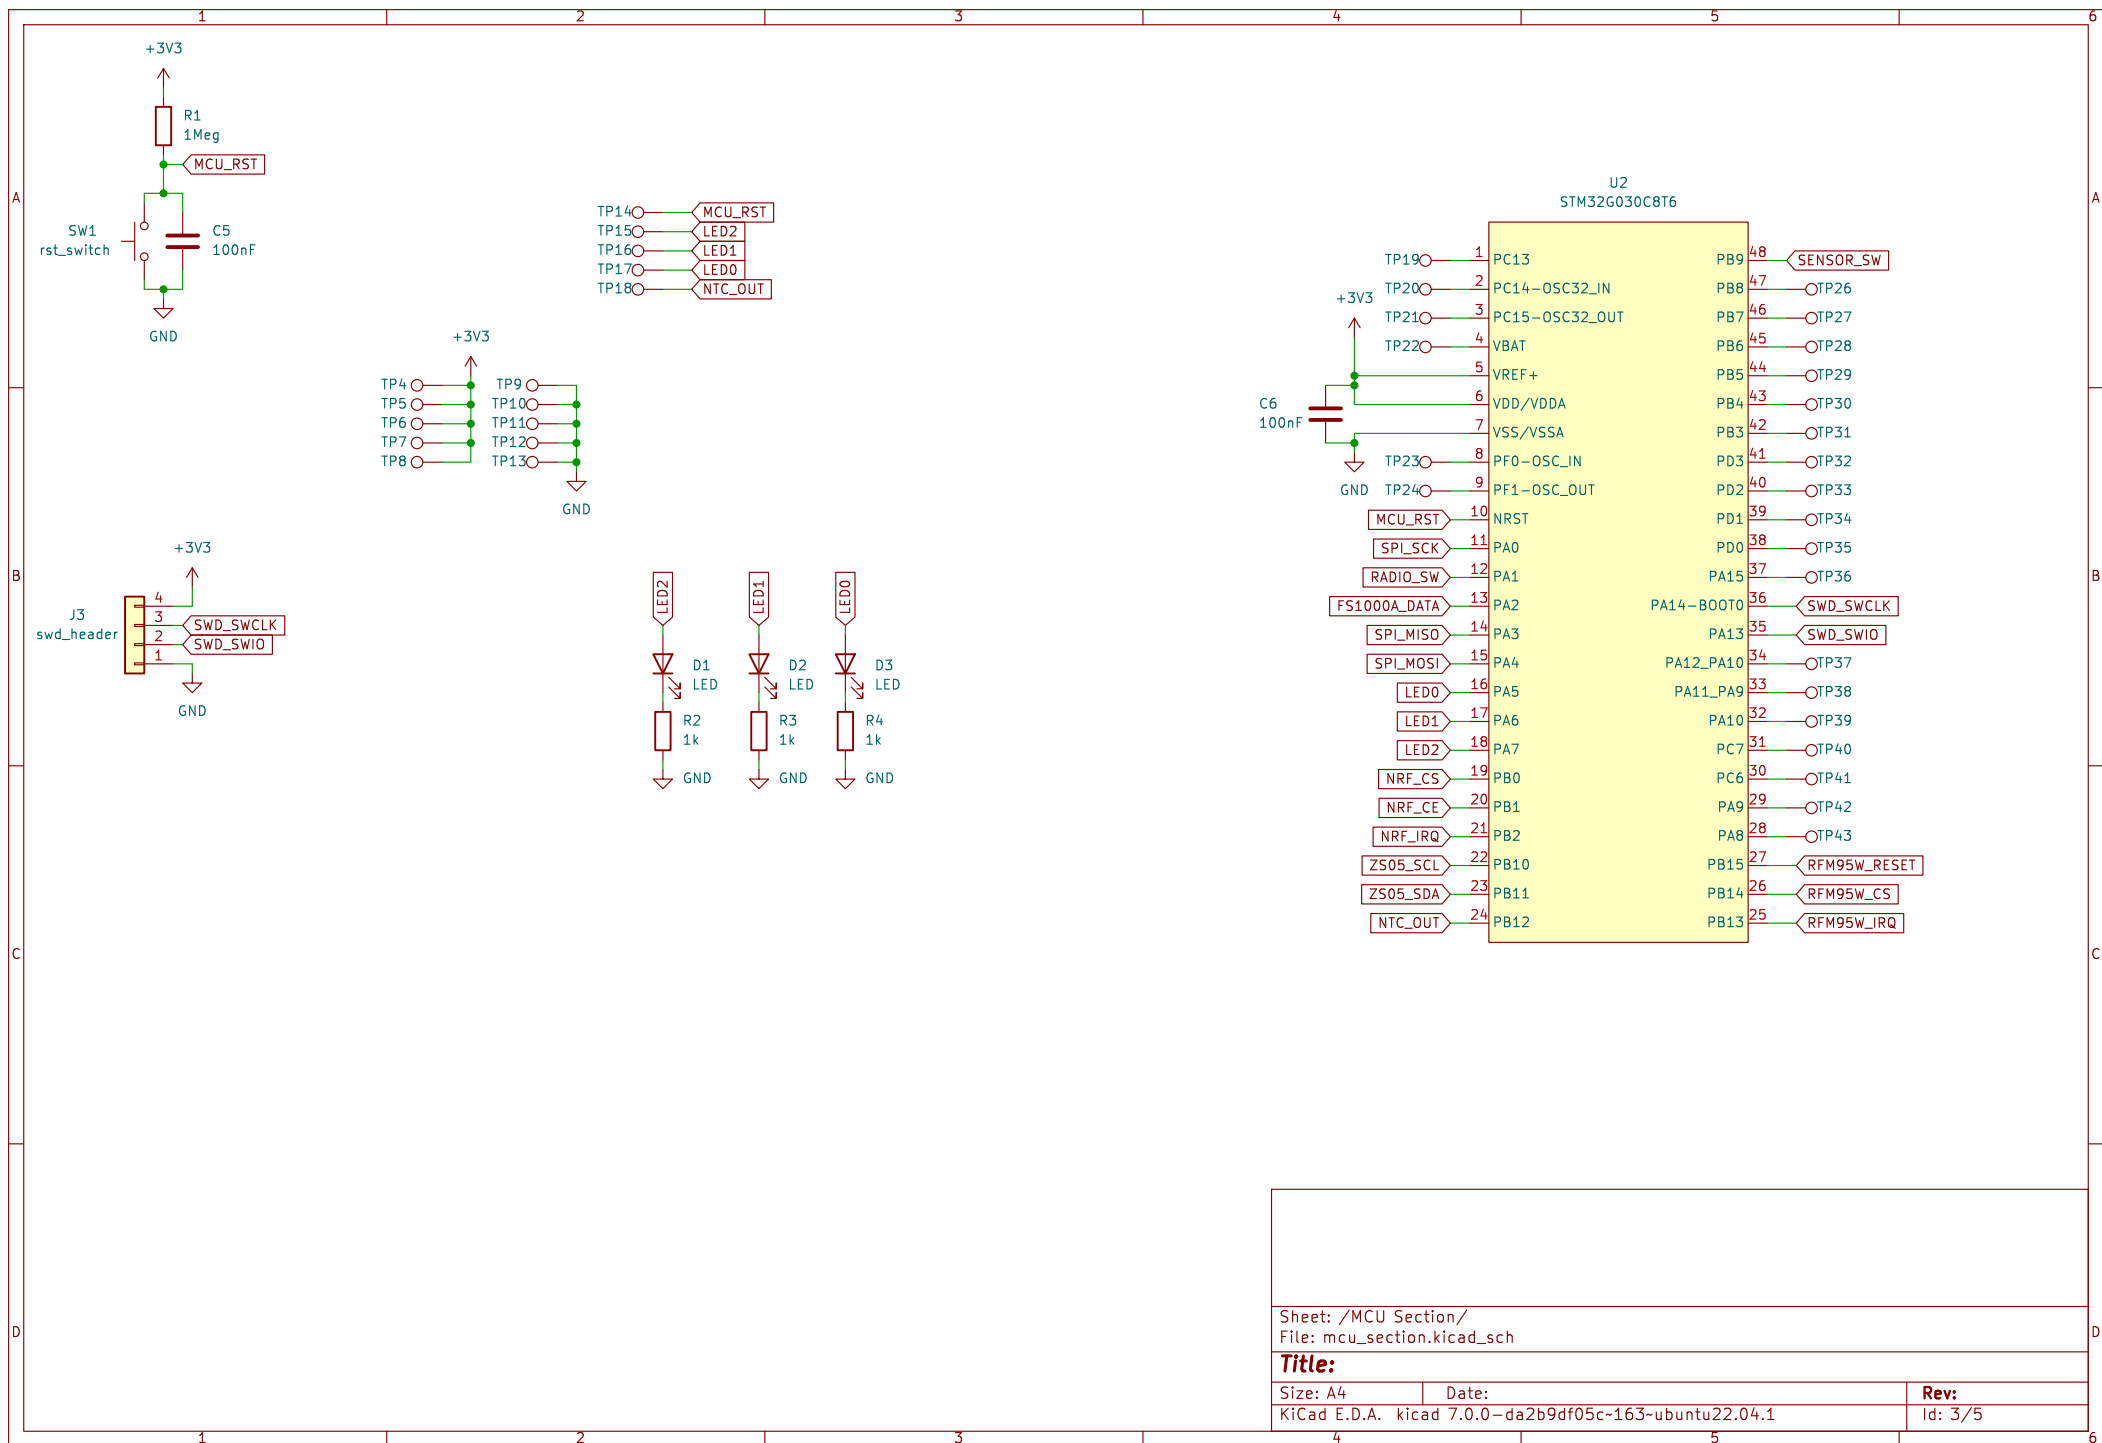 1 2 3 4 5 6
A
B
C
D
+3V3
R1
1Meg
MCU_RST
SW1
rst_switch
C5
100nF
GND
TP14 MCU_RST
TP15 LED2
TP16 LED1
TP17 LED0
TP18 NTC_OUT
+3V3
TP4 TP9
TP5 TP10
TP6 TP11
TP7 TP12
TP8 TP13
GND
+3V3
J3
swd_header
4
3 SWD_SWCLK
2 SWD_SWIO
1
GND
LED2 LED1 LED0
D1 D2 D3
LED LED LED
R2 R3 R4
1k 1k 1k
GND GND GND
U2
STM32G030C8T6
+3V3
C6
100nF
GND
TP19 1 PC13
TP20 2 PC14-OSC32_IN
TP21 3 PC15-OSC32_OUT
TP22 4 VBAT
5 VREF+
6 VDD/VDDA
7 VSS/VSSA
TP23 8 PF0-OSC_IN
TP24 9 PF1-OSC_OUT
MCU_RST 10 NRST
SPI_SCK 11 PA0
RADIO_SW 12 PA1
FS1000A_DATA 13 PA2
SPI_MISO 14 PA3
SPI_MOSI 15 PA4
LED0 16 PA5
LED1 17 PA6
LED2 18 PA7
NRF_CS 19 PB0
NRF_CE 20 PB1
NRF_IRQ 21 PB2
ZS05_SCL 22 PB10
ZS05_SDA 23 PB11
NTC_OUT 24 PB12
PB9 48 SENSOR_SW
PB8 47 TP26
PB7 46 TP27
PB6 45 TP28
PB5 44 TP29
PB4 43 TP30
PB3 42 TP31
PD3 41 TP32
PD2 40 TP33
PD1 39 TP34
PD0 38 TP35
PA15 37 TP36
PA14-BOOT0 36 SWD_SWCLK
PA13 35 SWD_SWIO
PA12_PA10 34 TP37
PA11_PA9 33 TP38
PA10 32 TP39
PC7 31 TP40
PC6 30 TP41
PA9 29 TP42
PA8 28 TP43
PB15 27 RFM95W_RESET
PB14 26 RFM95W_CS
PB13 25 RFM95W_IRQ
A
B
C
D
Sheet: /MCU Section/
File: mcu_section.kicad_sch
Title:
Size: A4 Date: Rev:
KiCad E.D.A. kicad 7.0.0-da2b9df05c~163~ubuntu22.04.1 Id: 3/5
1 2 3 4 5 6